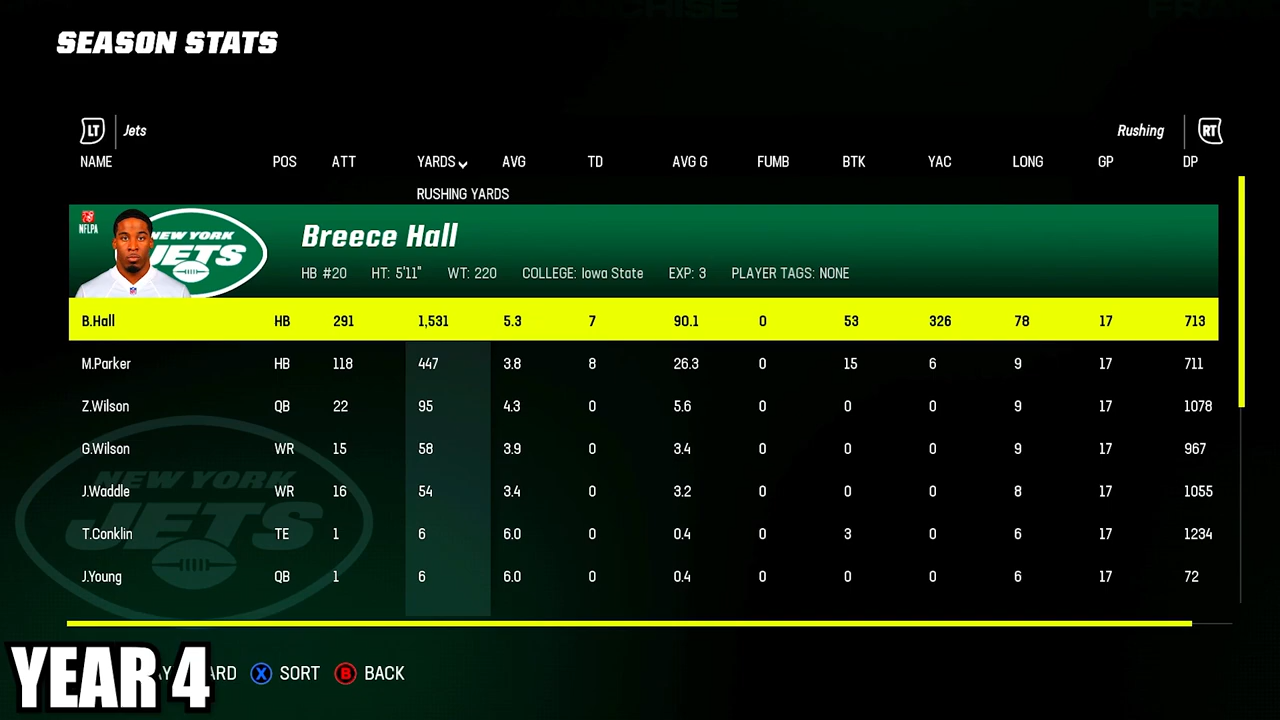 SEASON STATS
LT Jets Rushing RT
NAME POS ATT YARDS AVG TD AVG G FUMB BTK YAC LONG GP DP
RUSHING YARDS
NFLPA
NEW YORK
JETS
Breece Hall
HB #20 HT: 5'11" WT: 220 COLLEGE: Iowa State EXP: 3 PLAYER TAGS: NONE
B.Hall HB 291 1,531 5.3 7 90.1 0 53 326 78 17 713
M.Parker HB 118 447 3.8 8 26.3 0 15 6 9 17 711
Z.Wilson QB 22 95 4.3 0 5.6 0 0 0 9 17 1078
G.Wilson WR 15 58 3.9 0 3.4 0 0 0 9 17 967
J.Waddle WR 16 54 3.4 0 3.2 0 0 0 8 17 1055
T.Conklin TE 1 6 6.0 0 0.4 0 3 0 6 17 1234
J.Young QB 1 6 6.0 0 0.4 0 0 0 6 17 72
NEW YORK
JETS
YEAR 4
X SORT B BACK